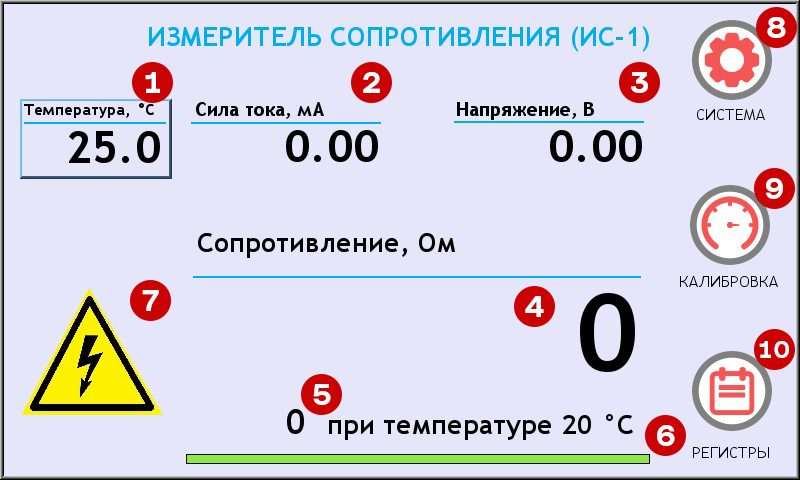 ИЗМЕРИТЕЛЬ СОПРОТИВЛЕНИЯ (ИС-1)
8
1
2
3
Температура, °C
Сила тока, мА
Напряжение, В
СИСТЕМА
25.0
0.00
0.00
9
Сопротивление, Ом
КАЛИБРОВКА
7
4
0
10
5
0 при температуре 20 °C
6
РЕГИСТРЫ